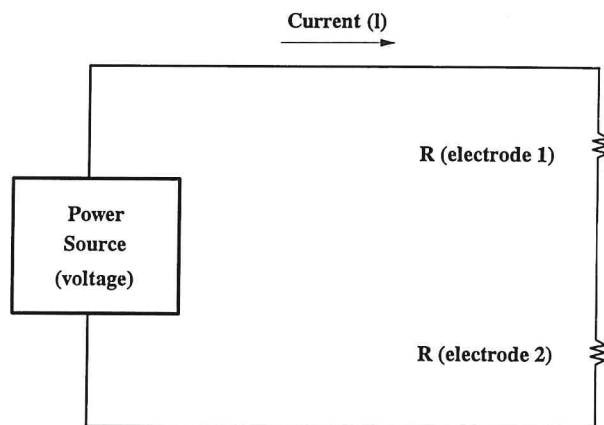 Current (l)
R (electrode 1)
Power
Source
(voltage)
R (electrode 2)